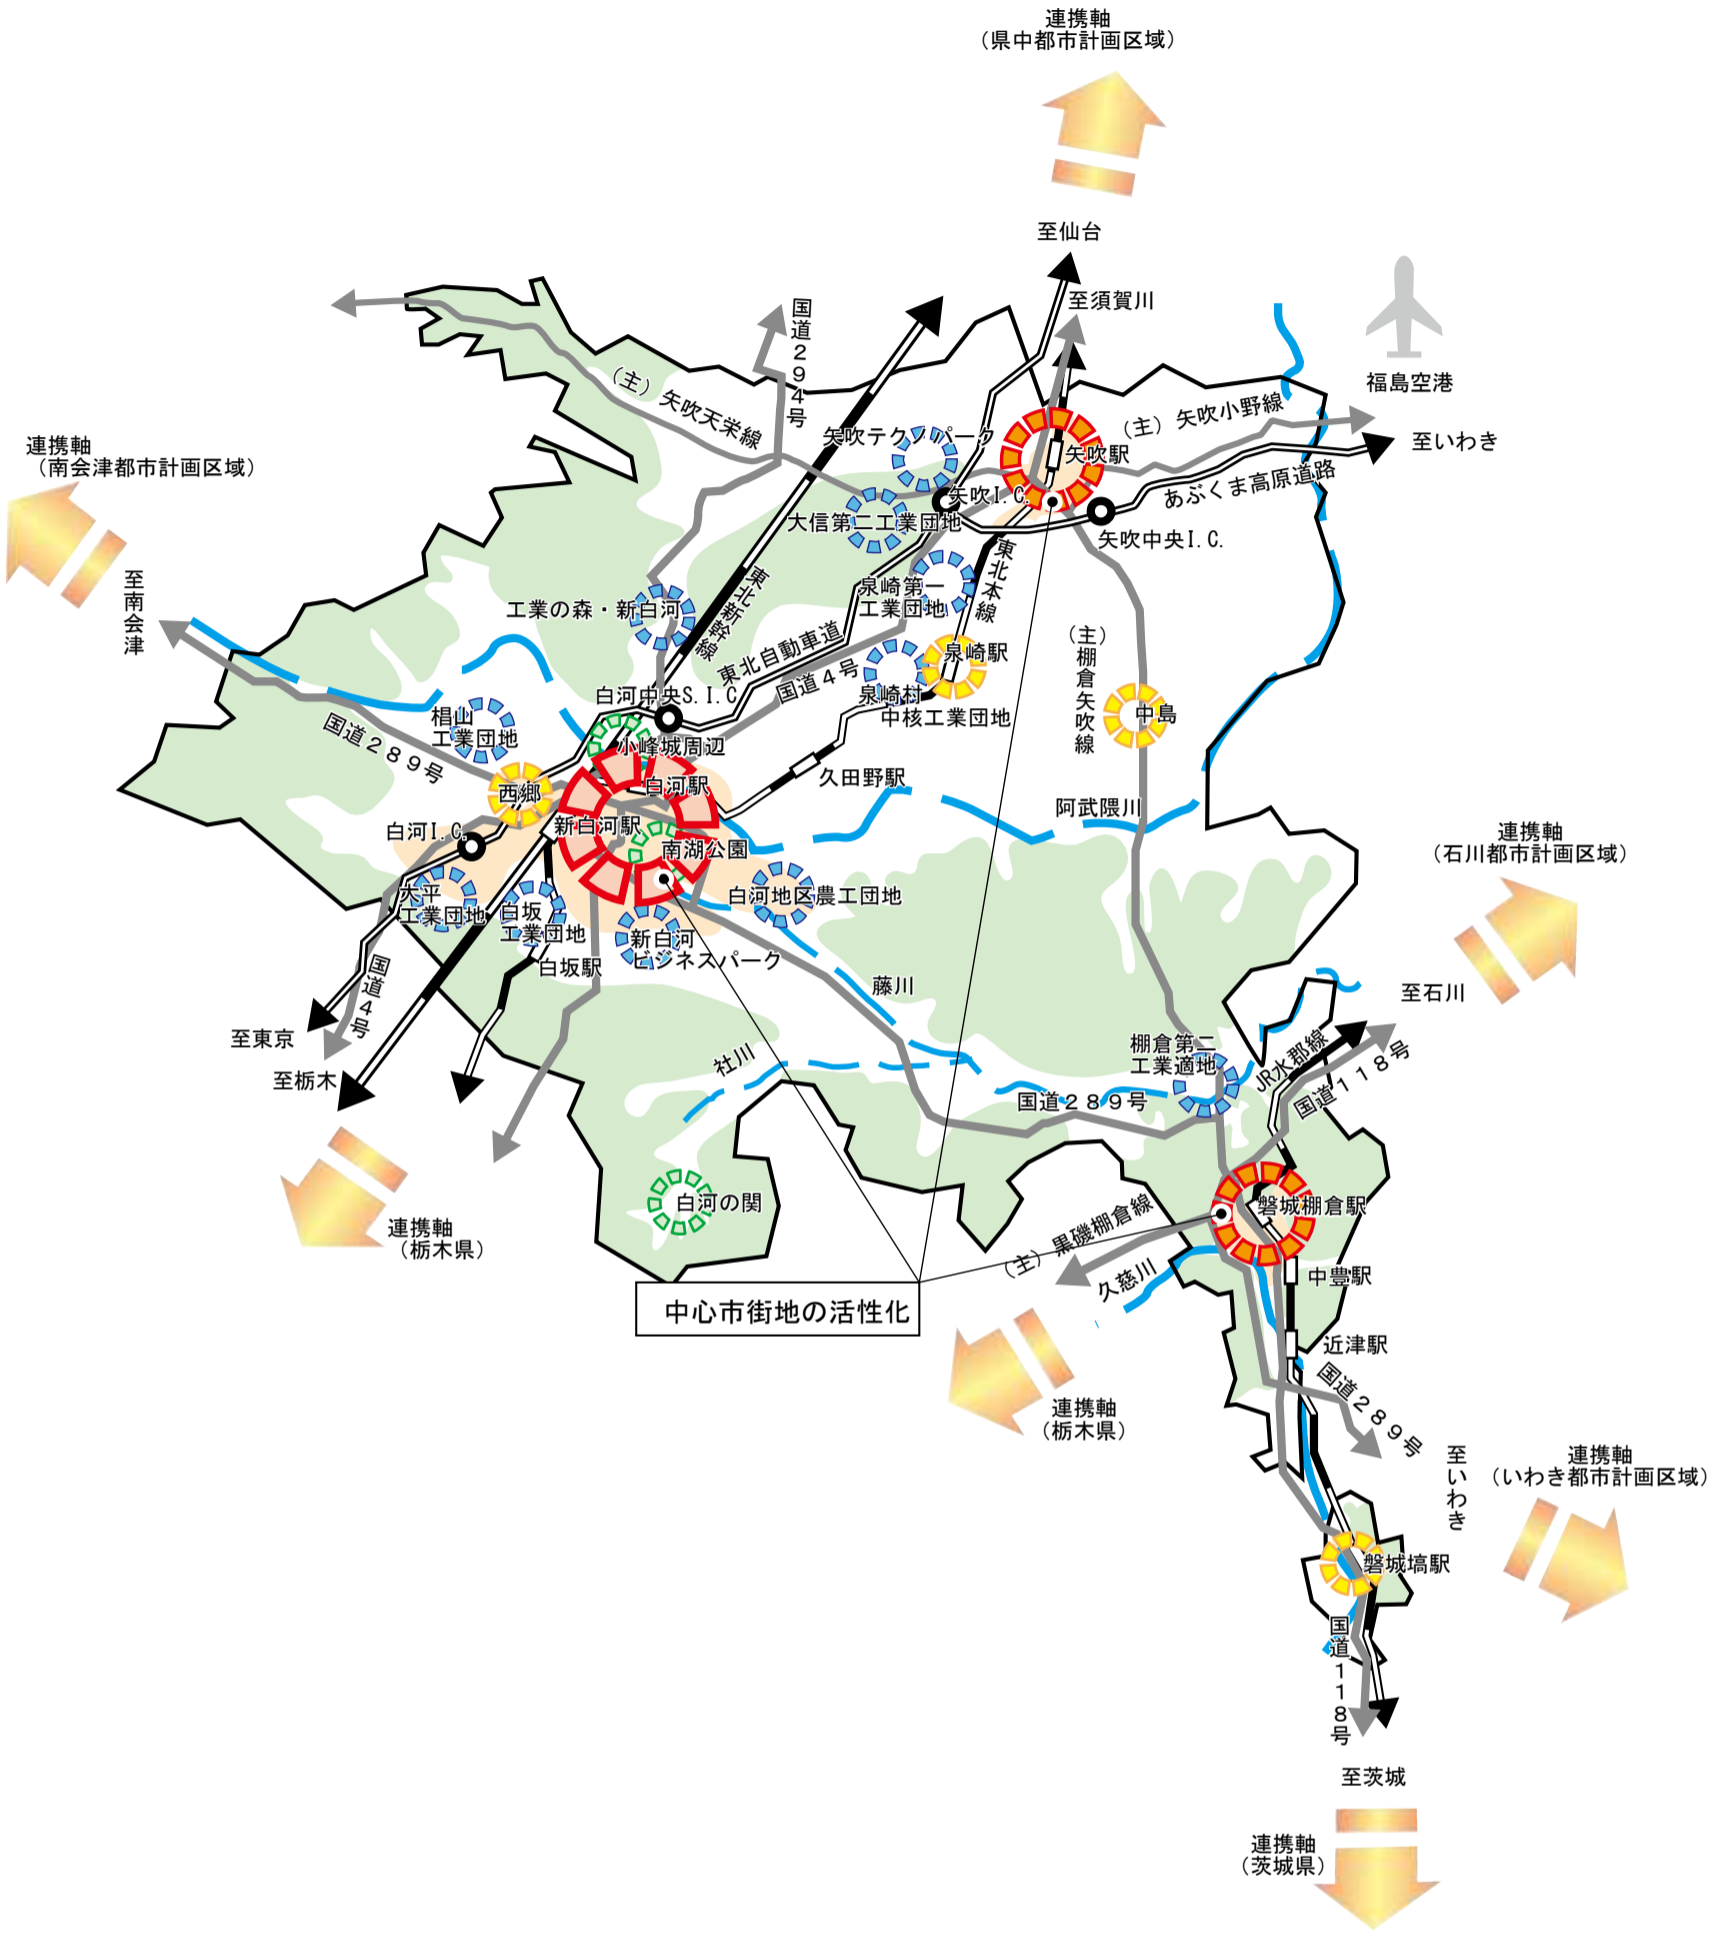 連携軸
（県中都市計画区域）
至仙台
至須賀川
国道２９４号
福島空港
（主）矢吹天栄線
（主）矢吹小野線
至いわき
連携軸
（南会津都市計画区域）
矢吹テクノパーク
矢吹駅
あぶくま高原道路
矢吹I.C.
大信第二工業団地
矢吹中央I.C.
東北本線
至南会津
東北新幹線
泉崎第一
工業団地
工業の森・新白河
東北自動車道
（主）棚倉矢吹線
泉崎駅
国道４号
白河中央S.I.C
泉崎村
中核工業団地
中島
椙山
工業団地
国道２８９号
小峰城周辺
白河駅
久田野駅
西郷
阿武隈川
白河I.C.
新白河駅
南湖公園
連携軸
（石川都市計画区域）
大平
工業団地
白河地区農工団地
白坂
工業団地
新白河
ビジネスパーク
白坂駅
国道４号
藤川
至石川
至東京
棚倉第二
工業適地
JR水郡線
国道１１８号
社川
至栃木
国道２８９号
白河の関
磐城棚倉駅
連携軸
（栃木県）
（主）黒磯棚倉線
久慈川
中豊駅
中心市街地の活性化
近津駅
国道２８９号
連携軸
（栃木県）
至いわき
連携軸
（いわき都市計画区域）
磐城塙駅
国道１１８号
至茨城
連携軸
（茨城県）